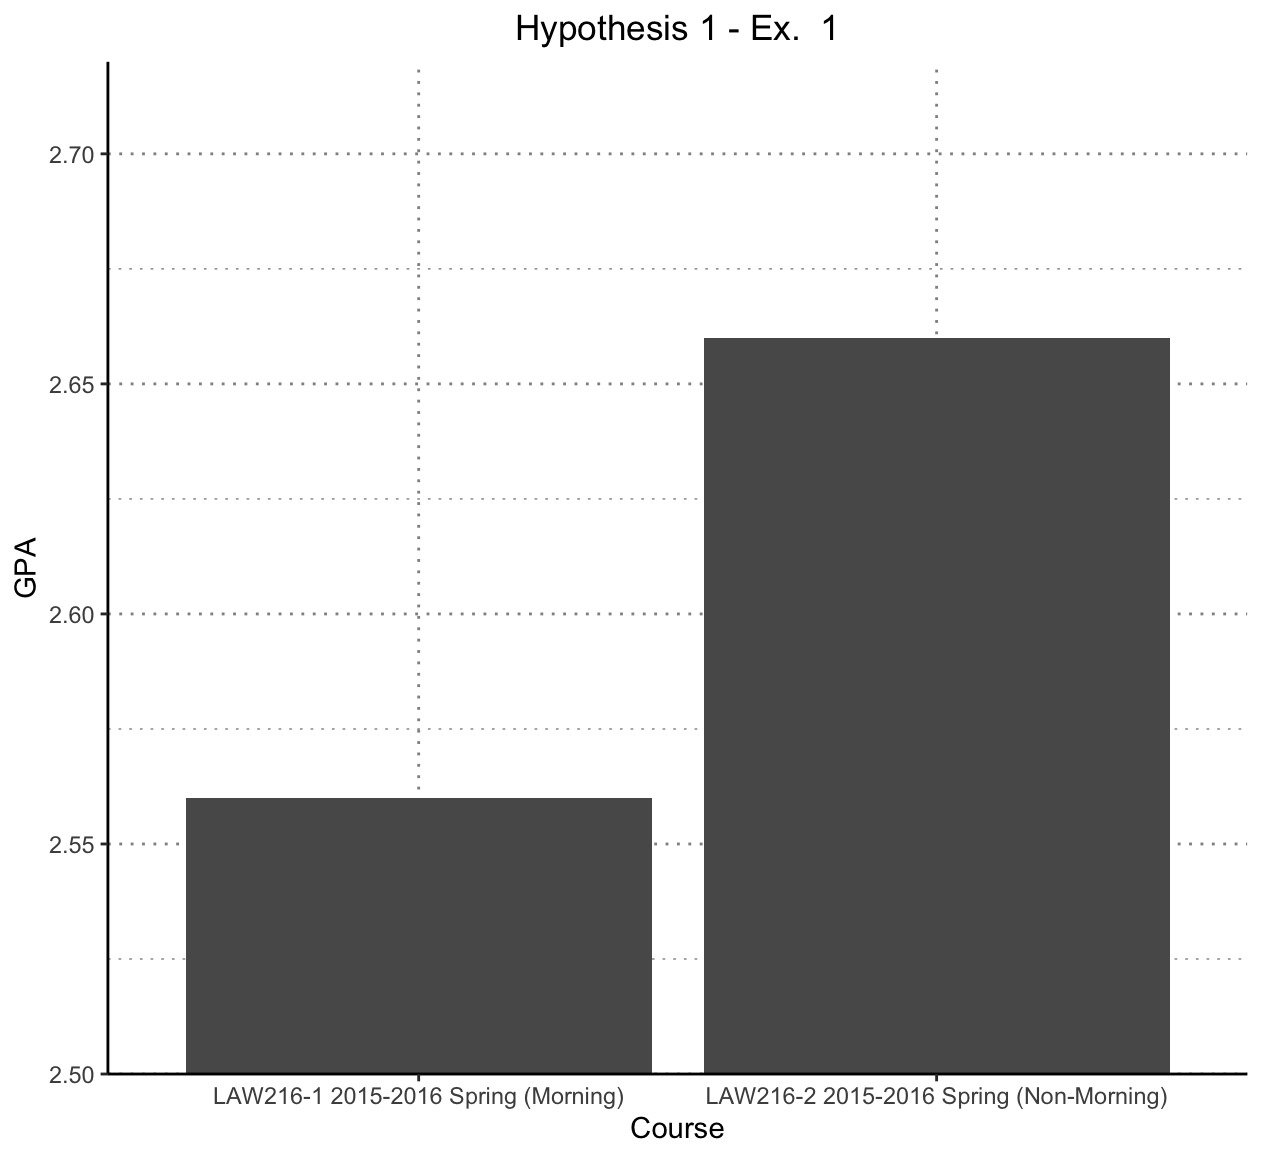 Hypothesis 1 - Ex.  1
2.70
2.65
2.60
2.55
2.50
GPA
LAW216-1 2015-2016 Spring (Morning)
LAW216-2 2015-2016 Spring (Non-Morning)
Course